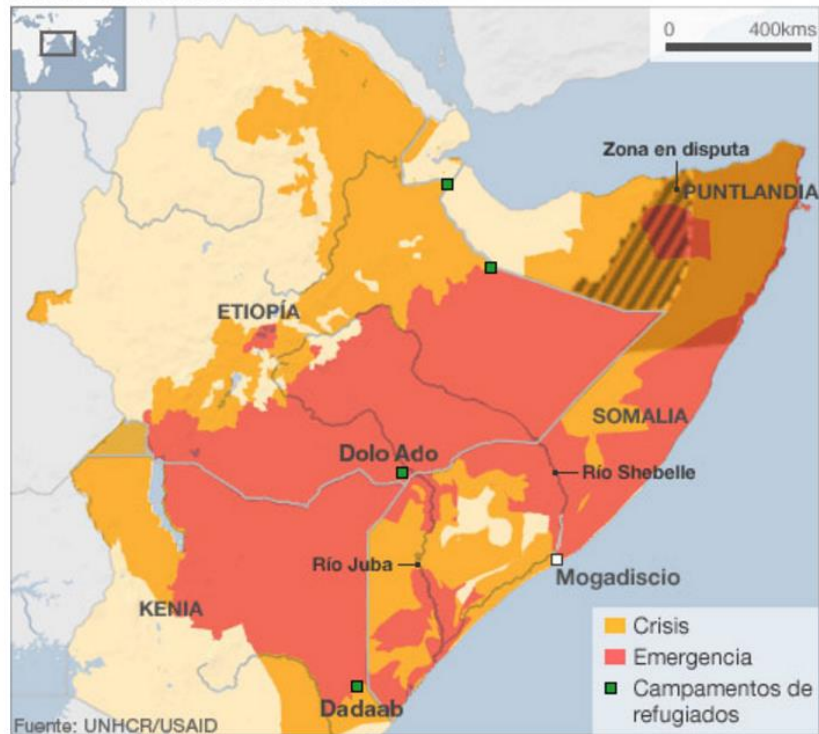 0 400kms
Zona en disputa
PUNTLANDIA
ETIOPÍA
SOMALIA
Dolo Ado
Río Shebelle
Río Juba
Mogadiscio
KENIA
Crisis
Emergencia
Campamentos de
refugiados
Dadaab
Fuente: UNHCR/USAID